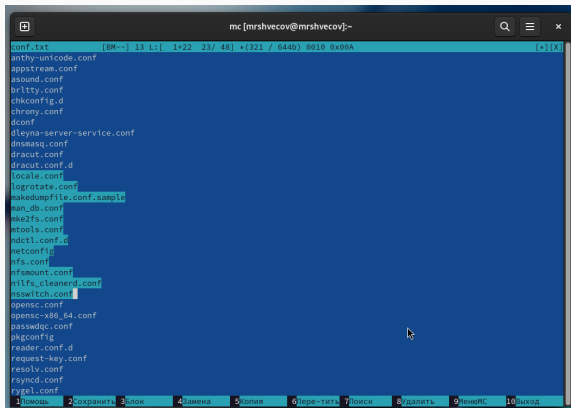 mc [mrshvecov@mrshvecov]:~
conf.txt [BM--] 13 L:[ 1+22 23/ 48] *(321 / 644b) 0010 0x00A [*][X]
anthy-unicode.conf
appstream.conf
asound.conf
brltty.conf
chkconfig.d
chrony.conf
dconf
dleyna-server-service.conf
dnsmasq.conf
dracut.conf
dracut.conf.d
locale.conf
logrotate.conf
makedumpfile.conf.sample
man_db.conf
mke2fs.conf
mtools.conf
ndctl.conf.d
netconfig
nfs.conf
nfsmount.conf
nilfs_cleanerd.conf
nsswitch.conf
opensc.conf
opensc-x86_64.conf
passwdqc.conf
pkgconfig
reader.conf.d
request-key.conf
resolv.conf
rsyncd.conf
rygel.conf
1Помощь 2Сохранить 3Блок 4Замена 5Копия 6Пере~тить 7Поиск 8Удалить 9МенюMC 10Выход